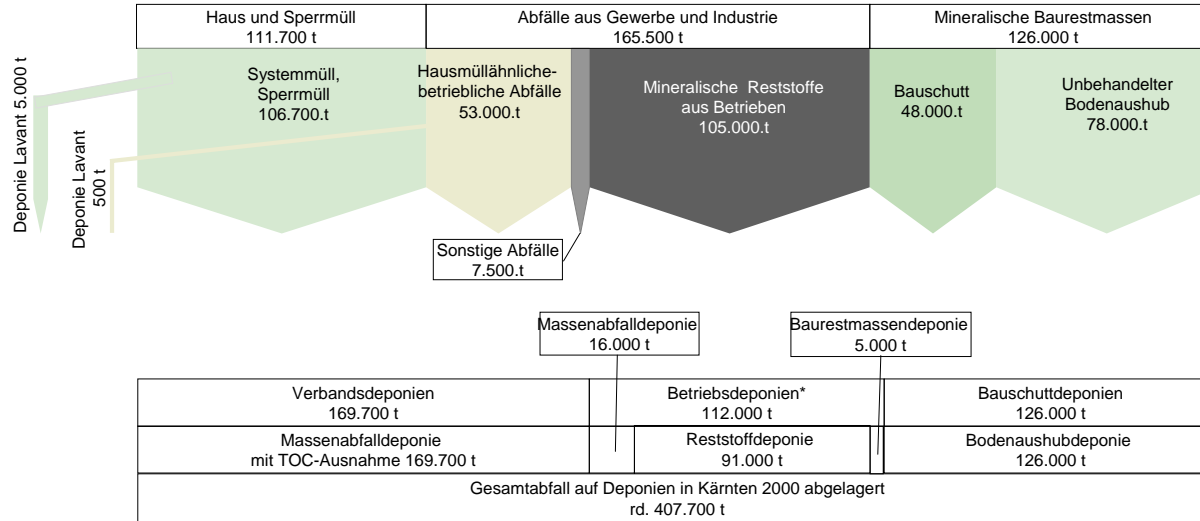 Haus und Sperrmüll
111.700 t
Abfälle aus Gewerbe und Industrie
165.500 t
Mineralische Baurestmassen
126.000 t
Deponie Lavant 5.000 t
Deponie Lavant
500 t
Systemmüll,
Sperrmüll
106.700.t
Hausmüllähnliche-
betriebliche Abfälle
53.000.t
Mineralische Reststoffe
aus Betrieben
105.000.t
Bauschutt
48.000.t
Unbehandelter
Bodenaushub
78.000.t
Sonstige Abfälle
7.500.t
Massenabfalldeponie
16.000 t
Baurestmassendeponie
5.000 t
Verbandsdeponien
169.700 t
Betriebsdeponien*
112.000 t
Bauschuttdeponien
126.000 t
Massenabfalldeponie
mit TOC-Ausnahme 169.700 t
Reststoffdeponie
91.000 t
Bodenaushubdeponie
126.000 t
Gesamtabfall auf Deponien in Kärnten 2000 abgelagert
rd. 407.700 t